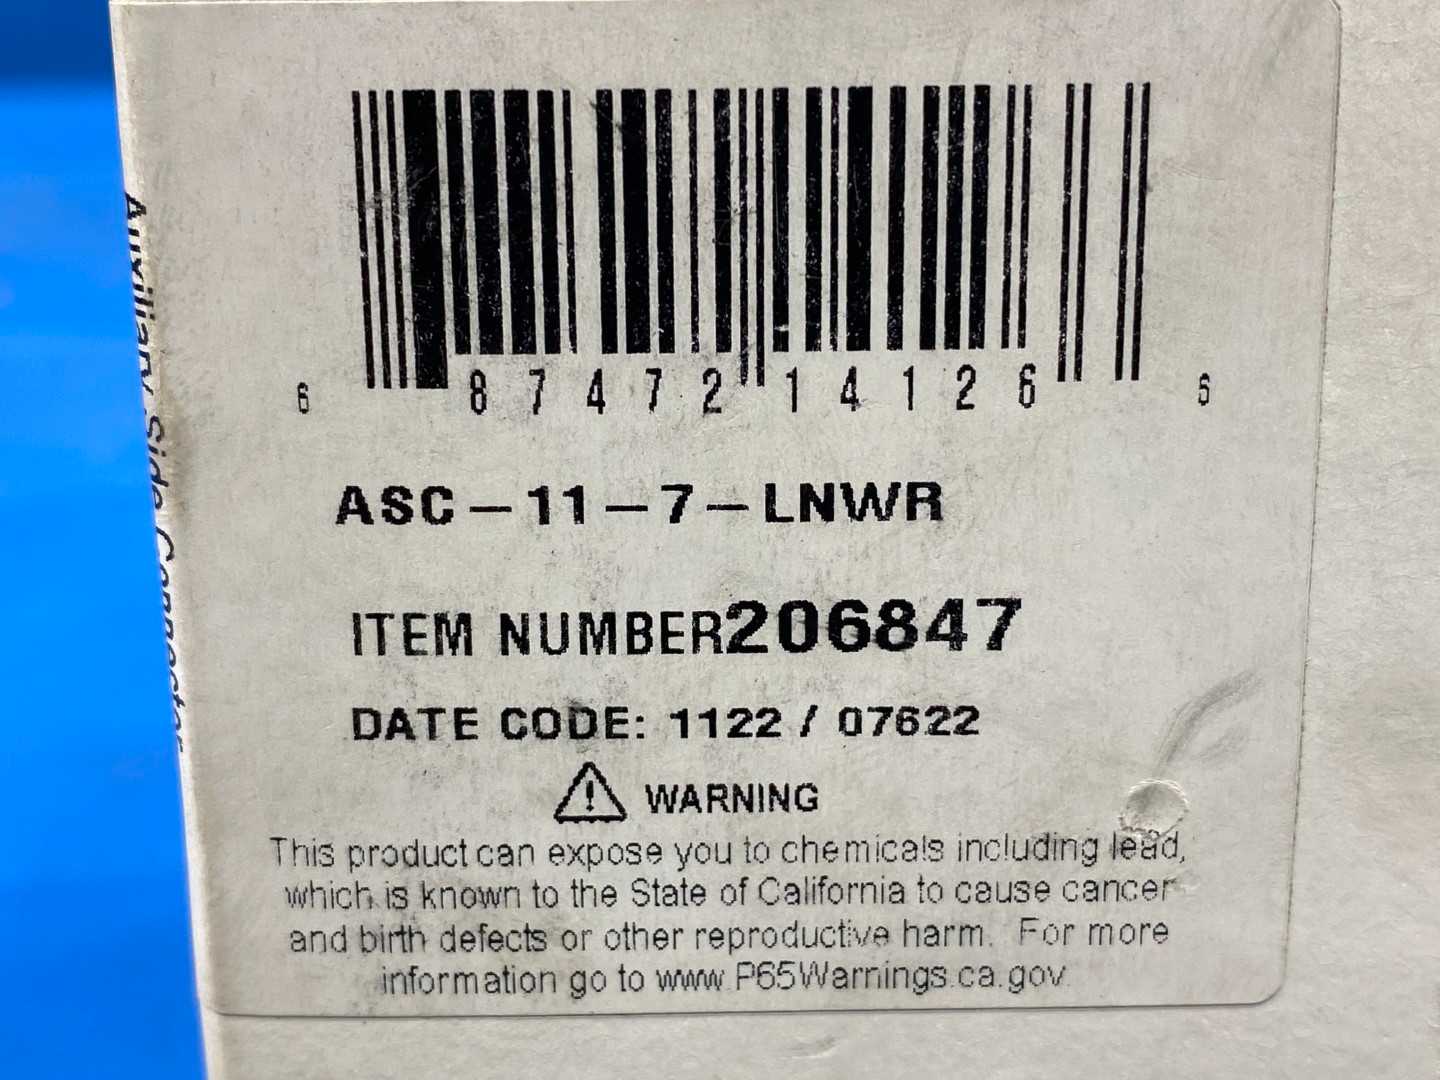 6 87472 14126 6
ASC-11-7-LNWR
ITEM NUMBER206847
DATE CODE: 1122 / 07622
WARNING
This product can expose you to chemicals including lead,
which is known to the State of California to cause cancer
and birth defects or other reproductive harm. For more
information go to www.P65Warnings.ca.gov.
Auxiliary Side Connector